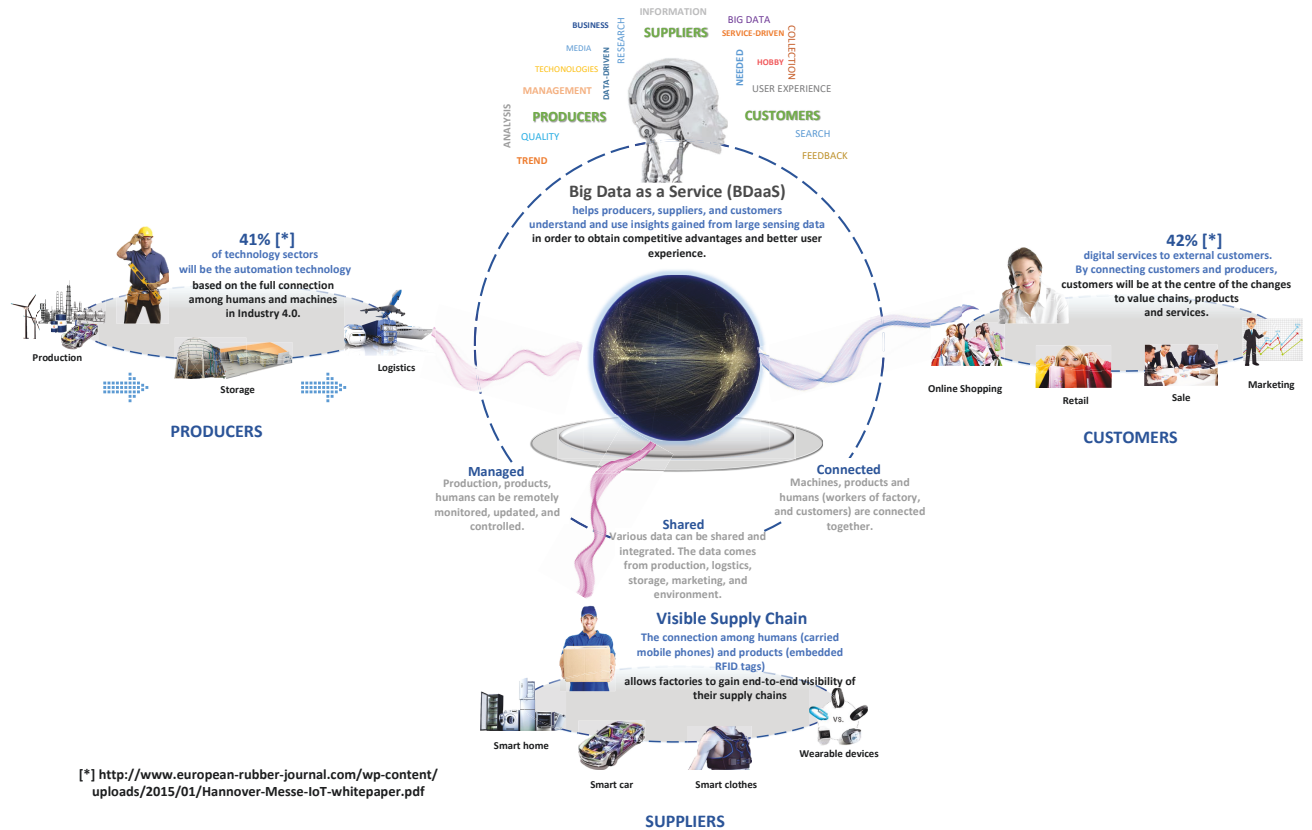 INFORMATION
SUPPLIERS
BIG DATA
BUSINESS
RESEARCH
SERVICE-DRIVEN
COLLECTION
MEDIA
DATA-DRIVEN
NEEDED
HOBBY
TECHONOLOGIES
MANAGEMENT
USER EXPERIENCE
ANALYSIS
PRODUCERS
CUSTOMERS
QUALITY
SEARCH
TREND
FEEDBACK
Big Data as a Service (BDaaS)
helps producers, suppliers, and customers
understand and use insights gained from large sensing data
in order to obtain competitive advantages and better user
experience.
41% [*]
of technology sectors
will be the automation technology
based on the full connection
among humans and machines
in Industry 4.0.
Production
Storage
Logistics
PRODUCERS
42% [*]
digital services to external customers.
By connecting customers and producers,
customers will be at the centre of the changes
to value chains, products
and services.
Online Shopping
Retail
Sale
Marketing
CUSTOMERS
Managed
Production, products,
humans can be remotely
monitored, updated, and
controlled.
Shared
Various data can be shared and
integrated. The data comes
from production, logstics,
storage, marketing, and
environment.
Connected
Machines, products and
humans (workers of factory,
and customers) are connected
together.
Visible Supply Chain
The connection among humans (carried
mobile phones) and products (embedded
RFID tags)
allows factories to gain end-to-end visibility of
their supply chains
Smart home
Smart car
Smart clothes
VS.
Wearable devices
SUPPLIERS
[*] http://www.european-rubber-journal.com/wp-content/
uploads/2015/01/Hannover-Messe-IoT-whitepaper.pdf